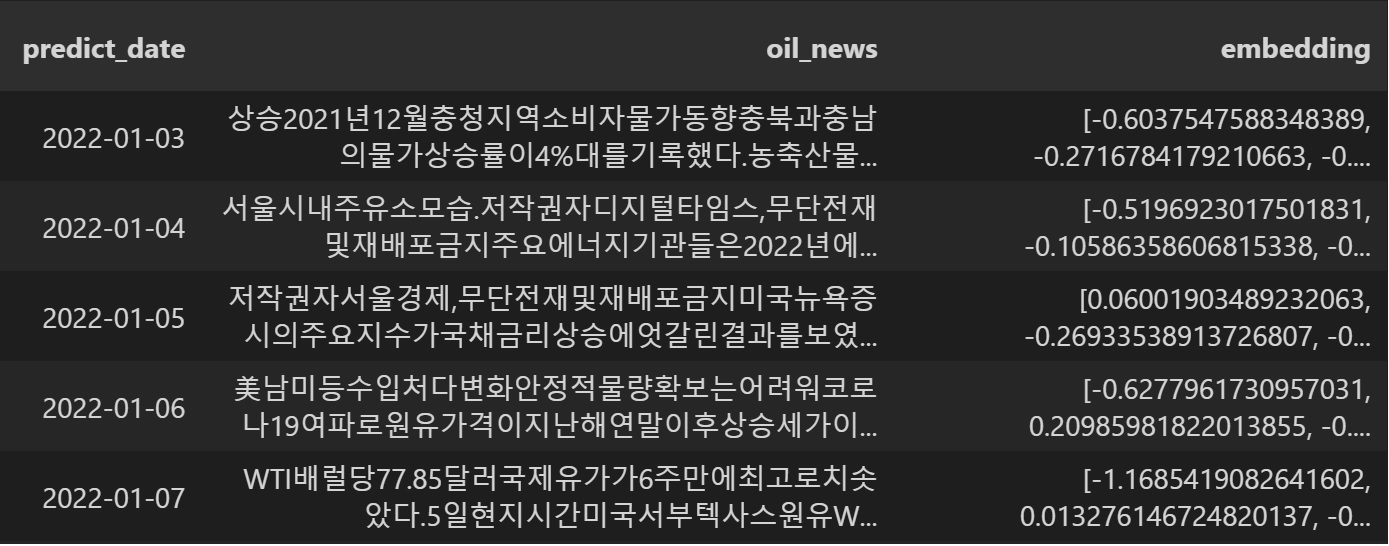 predict_date oil_news embedding
2022-01-03 상승2021년12월충청지역소비자물가동향충북과충남 [-0.6037547588348389,
의물가상승률이4%대를기록했다.농축산물... -0.2716784179210663, -0....
2022-01-04 서울시내주유소모습.저작권자디지털타임스,무단전재 [-0.5196923017501831,
및재배포금지주요에너지기관들은2022년에... -0.10586358606815338, -0...
2022-01-05 저작권자서울경제,무단전재및재배포금지미국뉴욕증 [0.06001903489232063,
시의주요지수가국채금리상승에엇갈린결과를보였... -0.26933538913726807, -0...
2022-01-06 美남미등수입처다변화안정적물량확보는어려워코로 [-0.6277961730957031,
나19여파로원유가격이지난해연말이후상승세가이... 0.20985981822013855, -0....
2022-01-07 WTI배럴당77.85달러국제유가가6주만에최고로치솟 [-1.1685419082641602,
았다.5일현지시간미국서부텍사스원유W... 0.013276146724820137, -0...